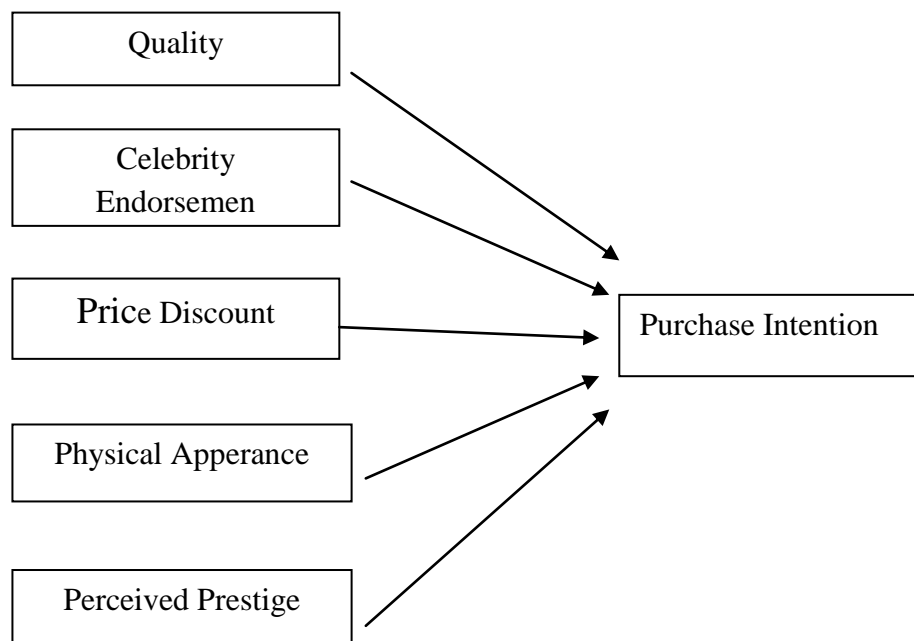 Quality
Celebrity
Endorsemen
Price Discount
Purchase Intention
Physical Apperance
Perceived Prestige